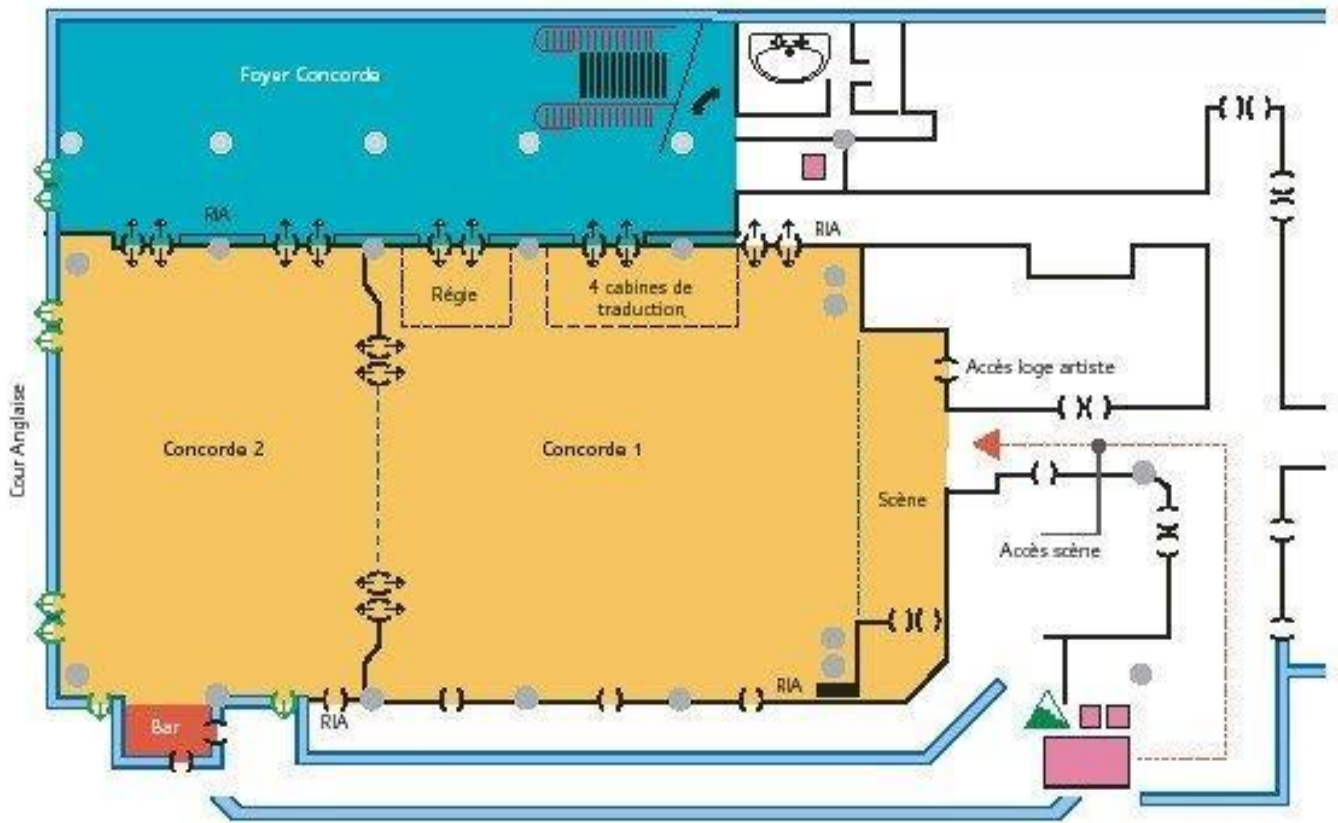 Foyer Concorde
RIA
RIA
Régie
4 cabines de
traduction
Accès loge artiste
Cour Anglaise
Concorde 2
Concorde 1
Scène
Accès scène
RIA
Bar
RIA